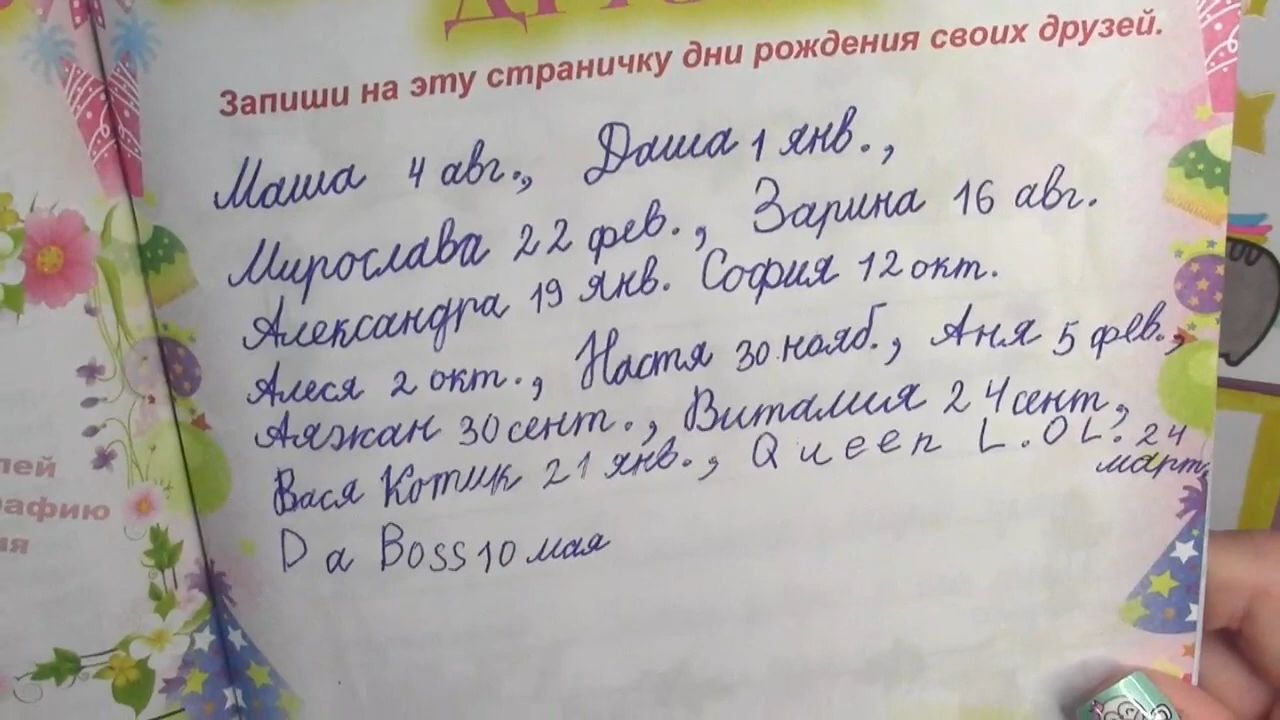 Запиши на эту страничку дни рождения своих друзей.
Маша 4 авг., Даша 1 янв.,
Мирослава 22 фев., Зарина 16 авг.
Александра 19 янв. София 12 окт.
Алеся 2 окт., Настя 30 нояб., Аня 5 фев.,
Аяжан 30 сент., Виталия 24 сент,
Вася Котик 21 янв., Queen L.OL. 24
март,
Da Boss 10 мая